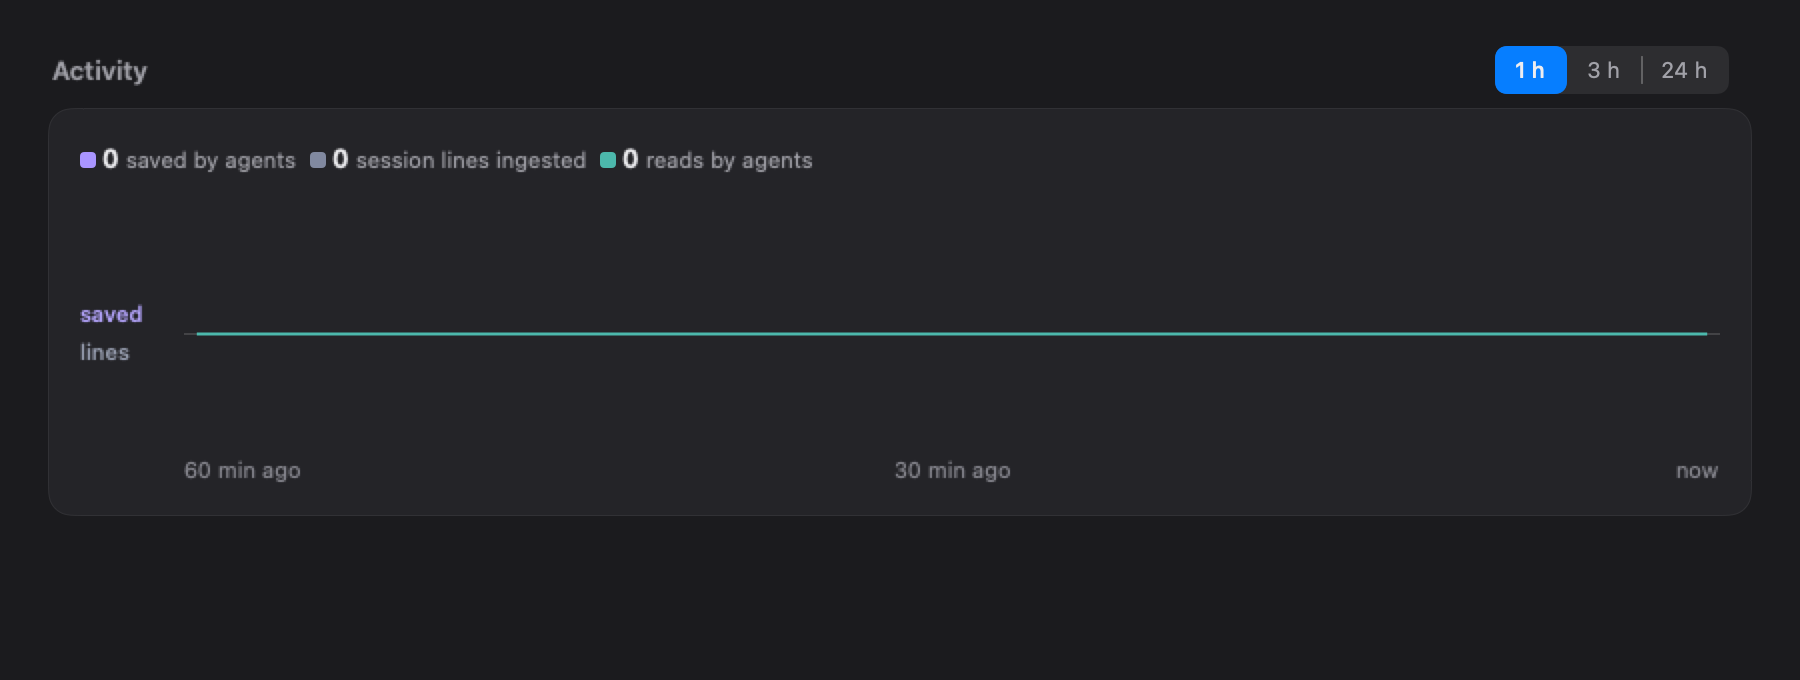 Activity
1 h 3 h 24 h
0 saved by agents 0 session lines ingested 0 reads by agents
saved
lines
60 min ago 30 min ago now